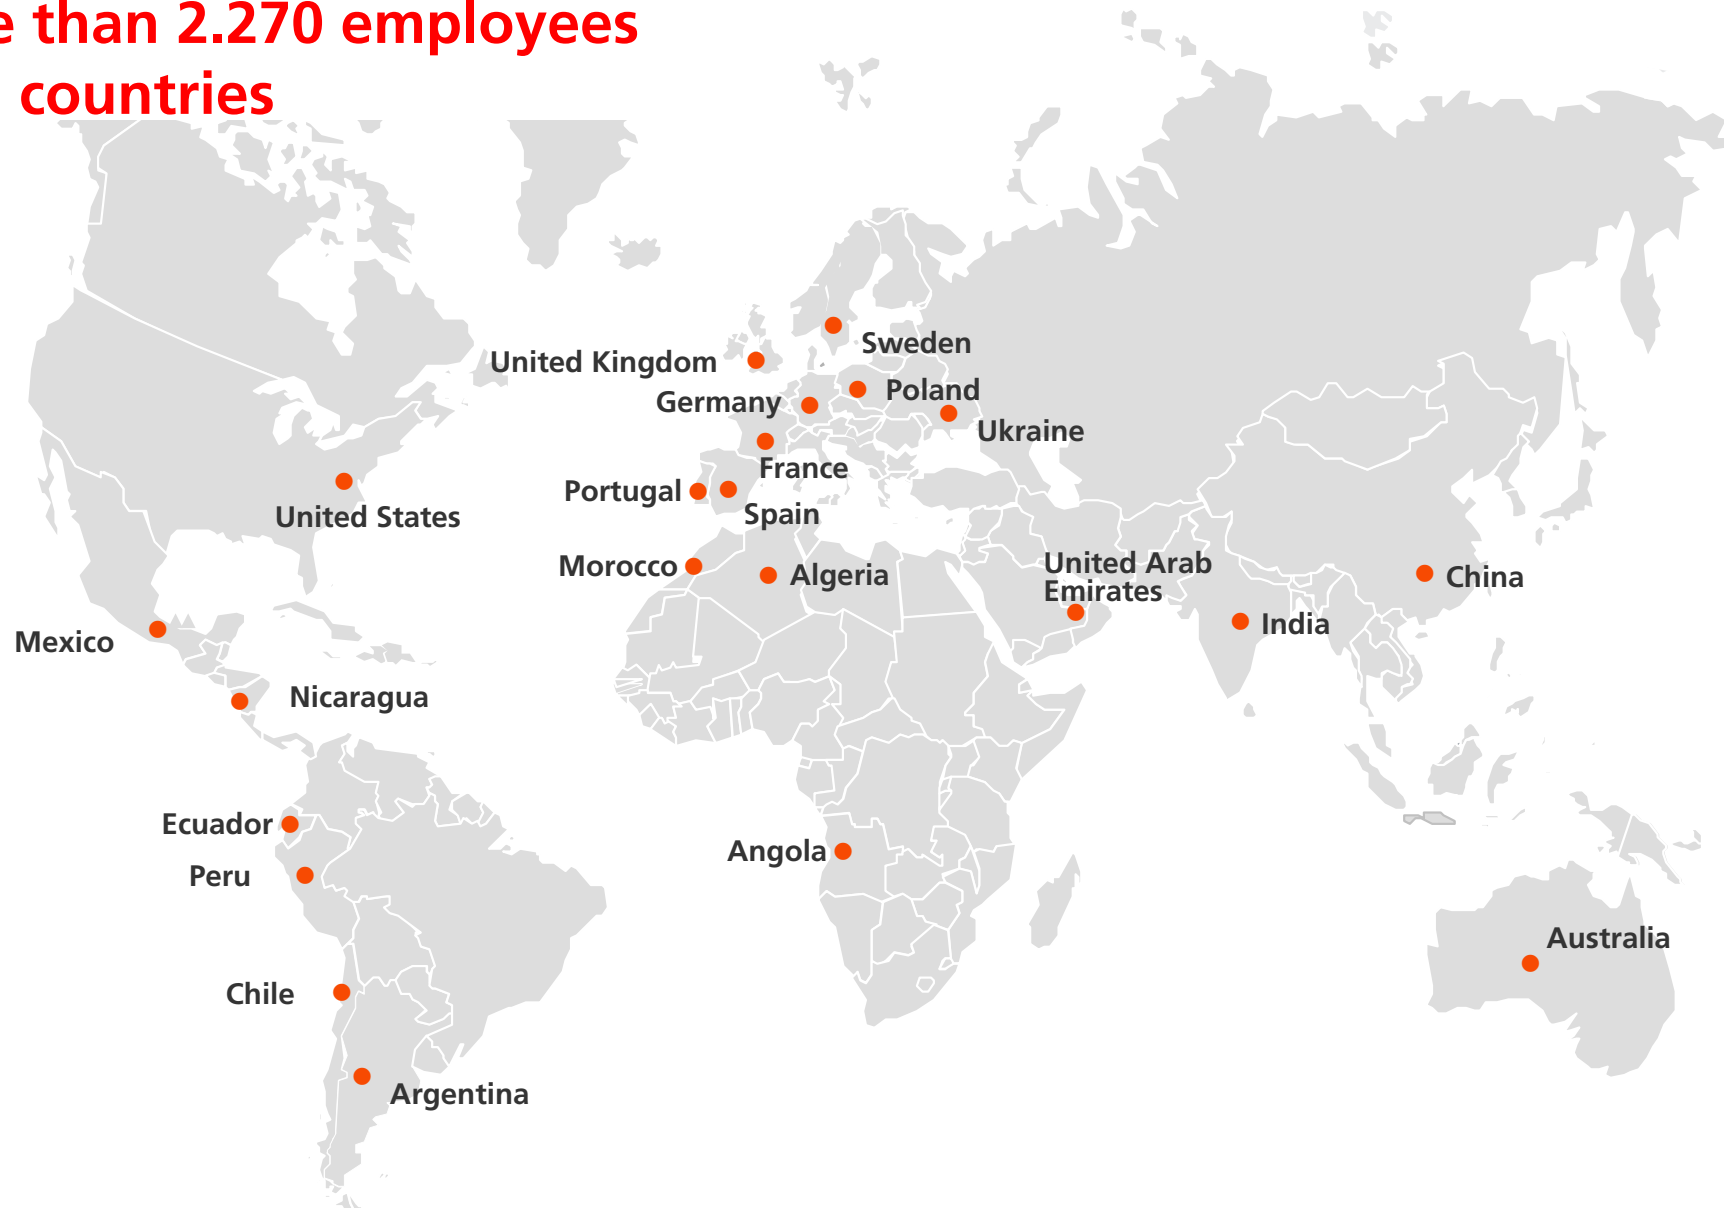 than 2.270 employees
countries
Sweden
United Kingdom
Poland
Germany
Ukraine
France
Portugal
Spain
United States
Morocco
Algeria
United Arab
Emirates
China
India
Mexico
Nicaragua
Ecuador
Angola
Peru
Australia
Chile
Argentina